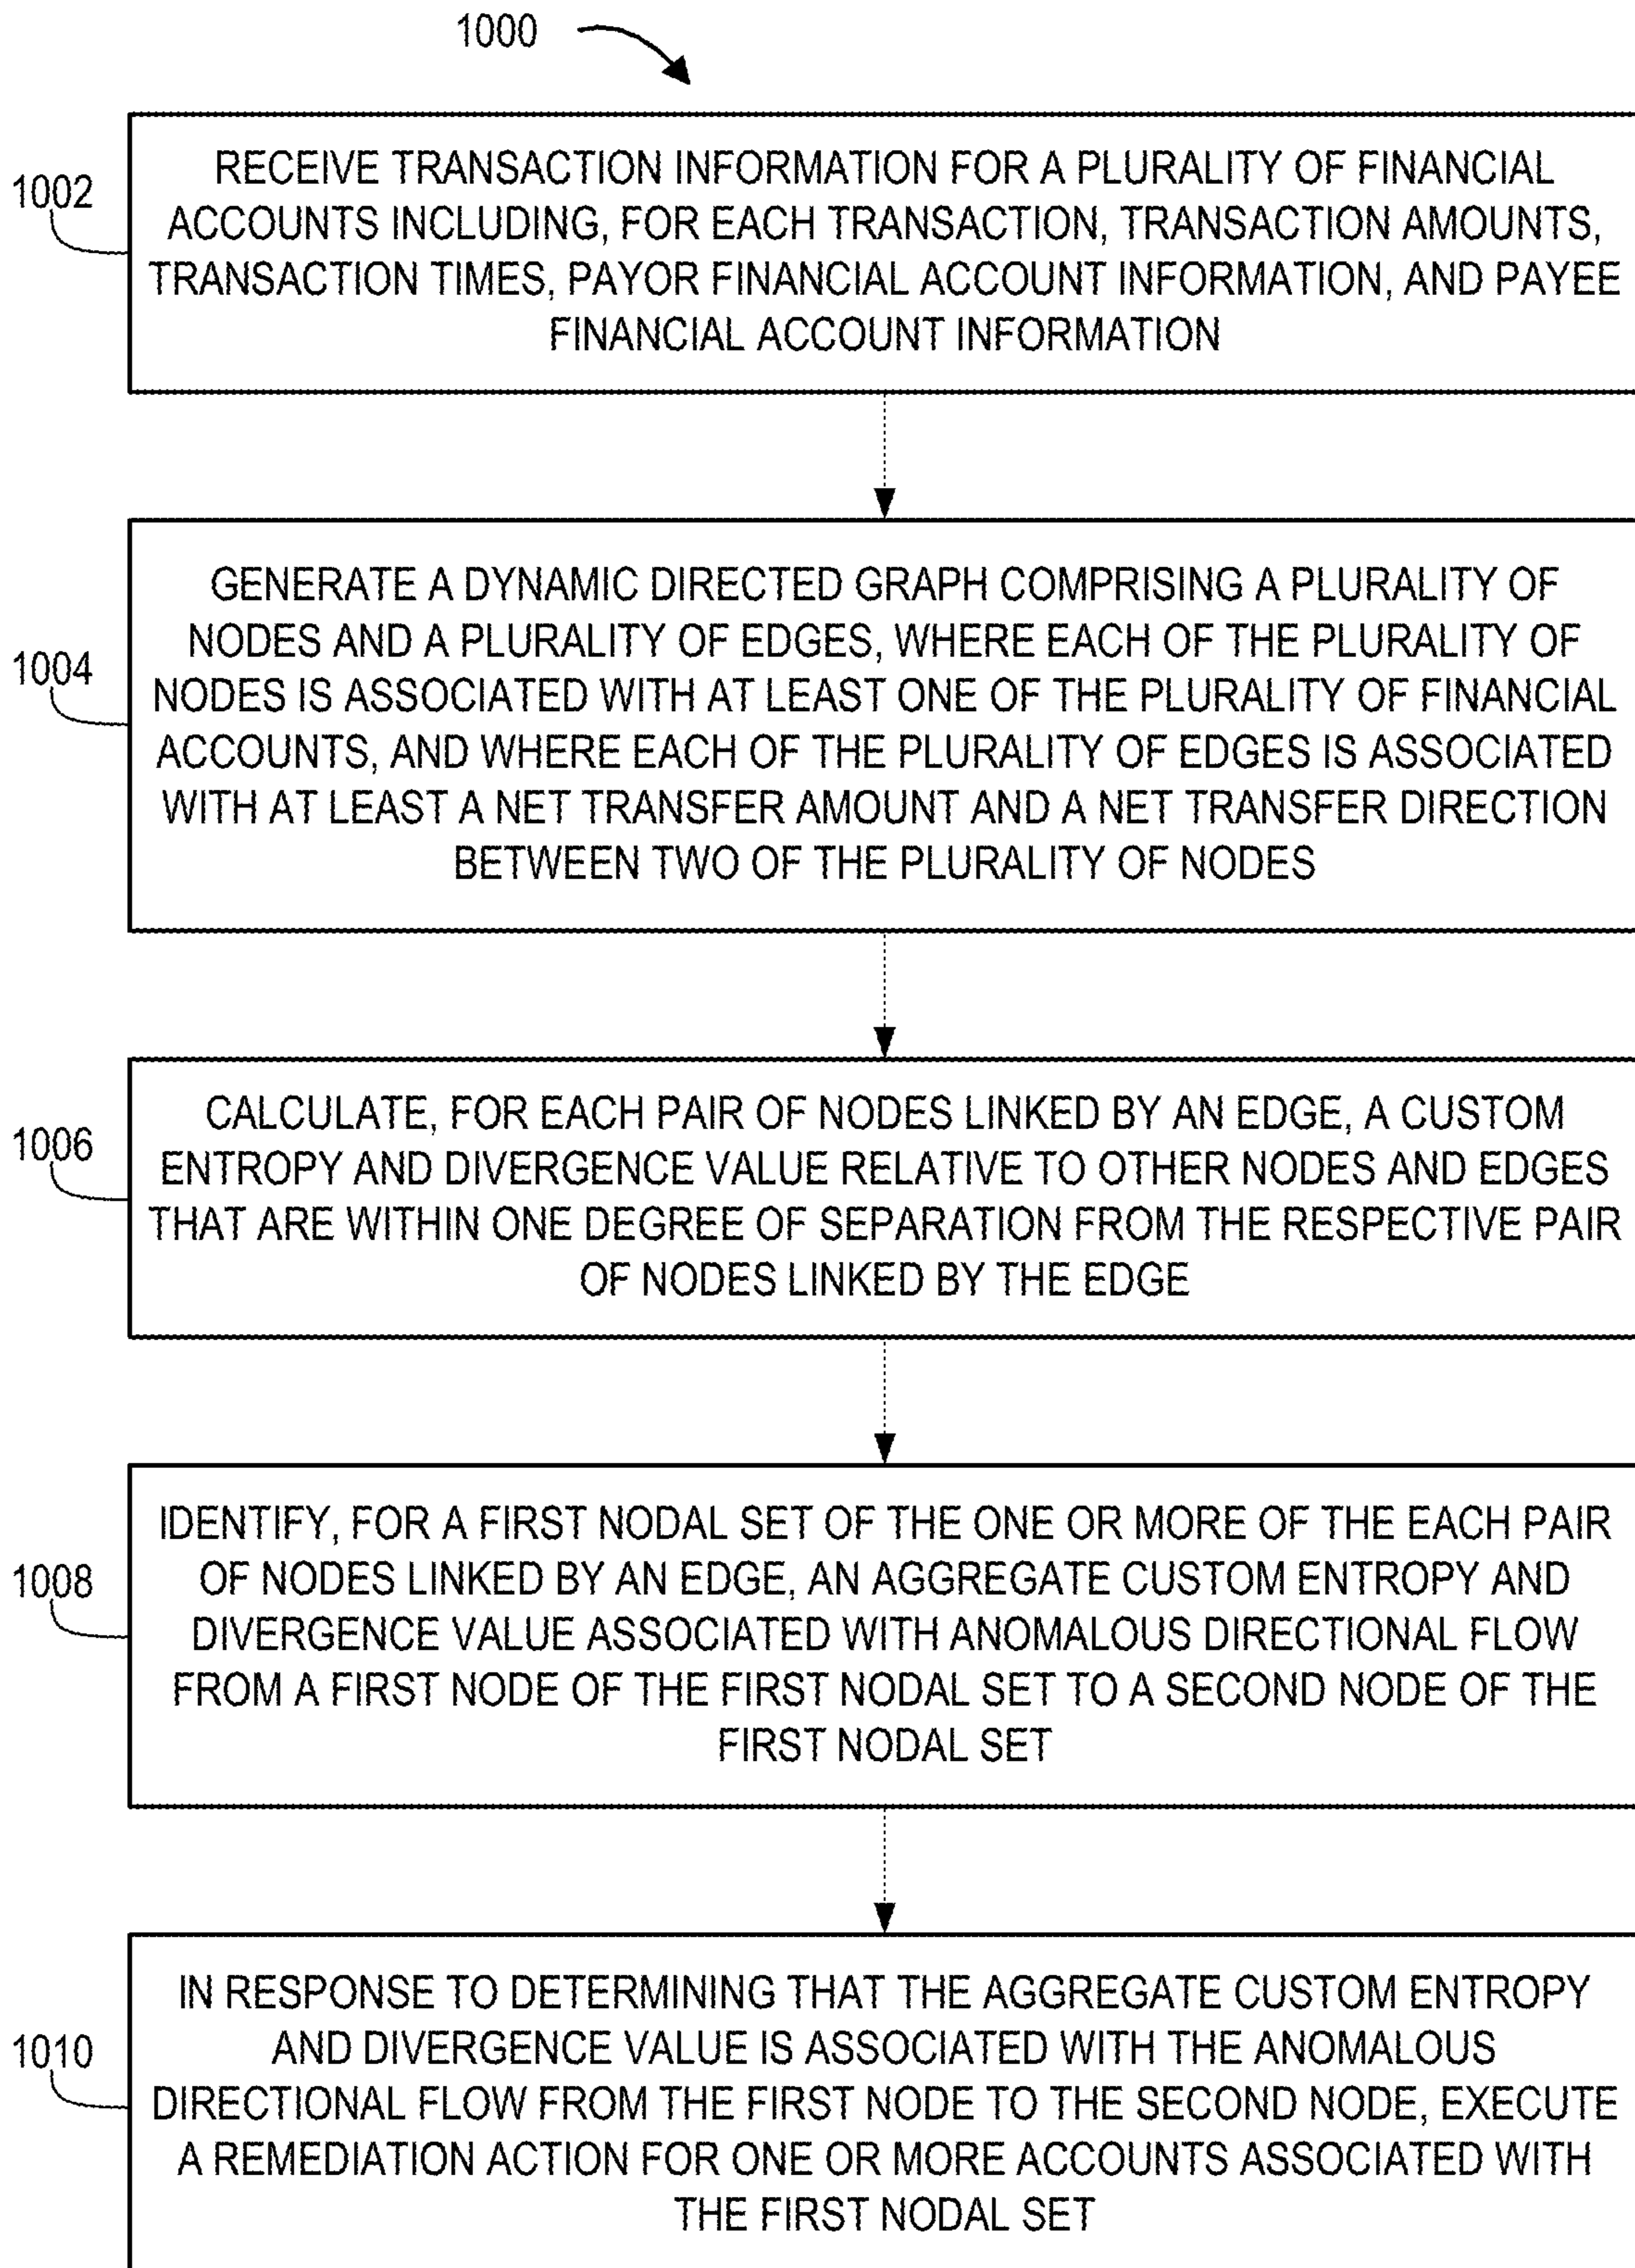 1000
1002
RECEIVE TRANSACTION INFORMATION FOR A PLURALITY OF FINANCIAL
ACCOUNTS INCLUDING, FOR EACH TRANSACTION, TRANSACTION AMOUNTS,
TRANSACTION TIMES, PAYOR FINANCIAL ACCOUNT INFORMATION, AND PAYEE
FINANCIAL ACCOUNT INFORMATION
1004
GENERATE A DYNAMIC DIRECTED GRAPH COMPRISING A PLURALITY OF
NODES AND A PLURALITY OF EDGES, WHERE EACH OF THE PLURALITY OF
NODES IS ASSOCIATED WITH AT LEAST ONE OF THE PLURALITY OF FINANCIAL
ACCOUNTS, AND WHERE EACH OF THE PLURALITY OF EDGES IS ASSOCIATED
WITH AT LEAST A NET TRANSFER AMOUNT AND A NET TRANSFER DIRECTION
BETWEEN TWO OF THE PLURALITY OF NODES
1006
CALCULATE, FOR EACH PAIR OF NODES LINKED BY AN EDGE, A CUSTOM
ENTROPY AND DIVERGENCE VALUE RELATIVE TO OTHER NODES AND EDGES
THAT ARE WITHIN ONE DEGREE OF SEPARATION FROM THE RESPECTIVE PAIR
OF NODES LINKED BY THE EDGE
1008
IDENTIFY, FOR A FIRST NODAL SET OF THE ONE OR MORE OF THE EACH PAIR
OF NODES LINKED BY AN EDGE, AN AGGREGATE CUSTOM ENTROPY AND
DIVERGENCE VALUE ASSOCIATED WITH ANOMALOUS DIRECTIONAL FLOW
FROM A FIRST NODE OF THE FIRST NODAL SET TO A SECOND NODE OF THE
FIRST NODAL SET
1010
IN RESPONSE TO DETERMINING THAT THE AGGREGATE CUSTOM ENTROPY
AND DIVERGENCE VALUE IS ASSOCIATED WITH THE ANOMALOUS
DIRECTIONAL FLOW FROM THE FIRST NODE TO THE SECOND NODE, EXECUTE
A REMEDIATION ACTION FOR ONE OR MORE ACCOUNTS ASSOCIATED WITH
THE FIRST NODAL SET